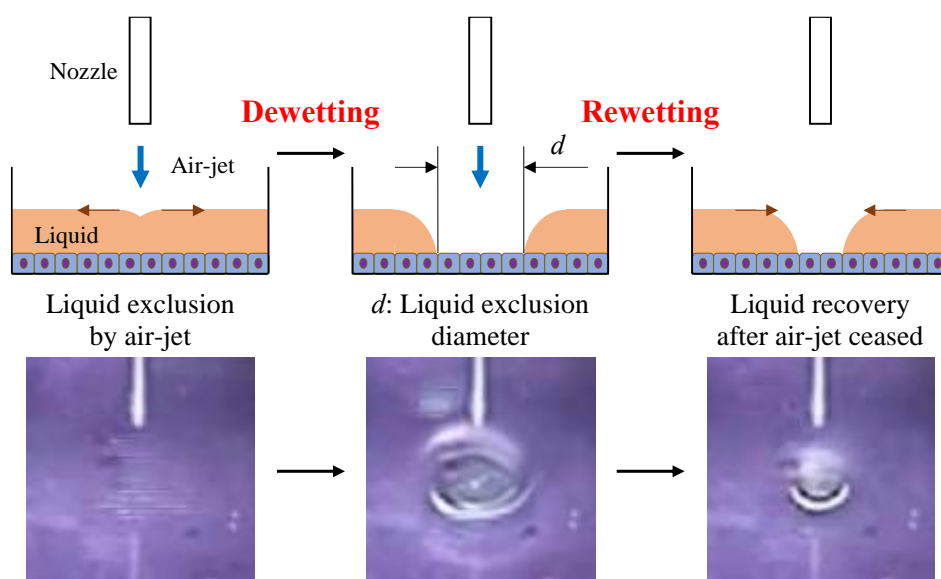 Nozzle
Dewetting
Rewetting
Air-jet
d
Liquid
Liquid exclusion
by air-jet
d: Liquid exclusion
diameter
Liquid recovery
after air-jet ceased